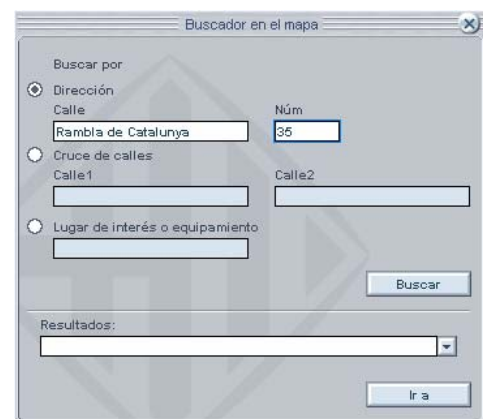 Buscador en el mapa
Buscar por
Dirección
Calle Núm
Rambla de Catalunya 35
Cruce de calles
Calle1 Calle2
Lugar de interés o equipamiento
Buscar
Resultados:
Ir a